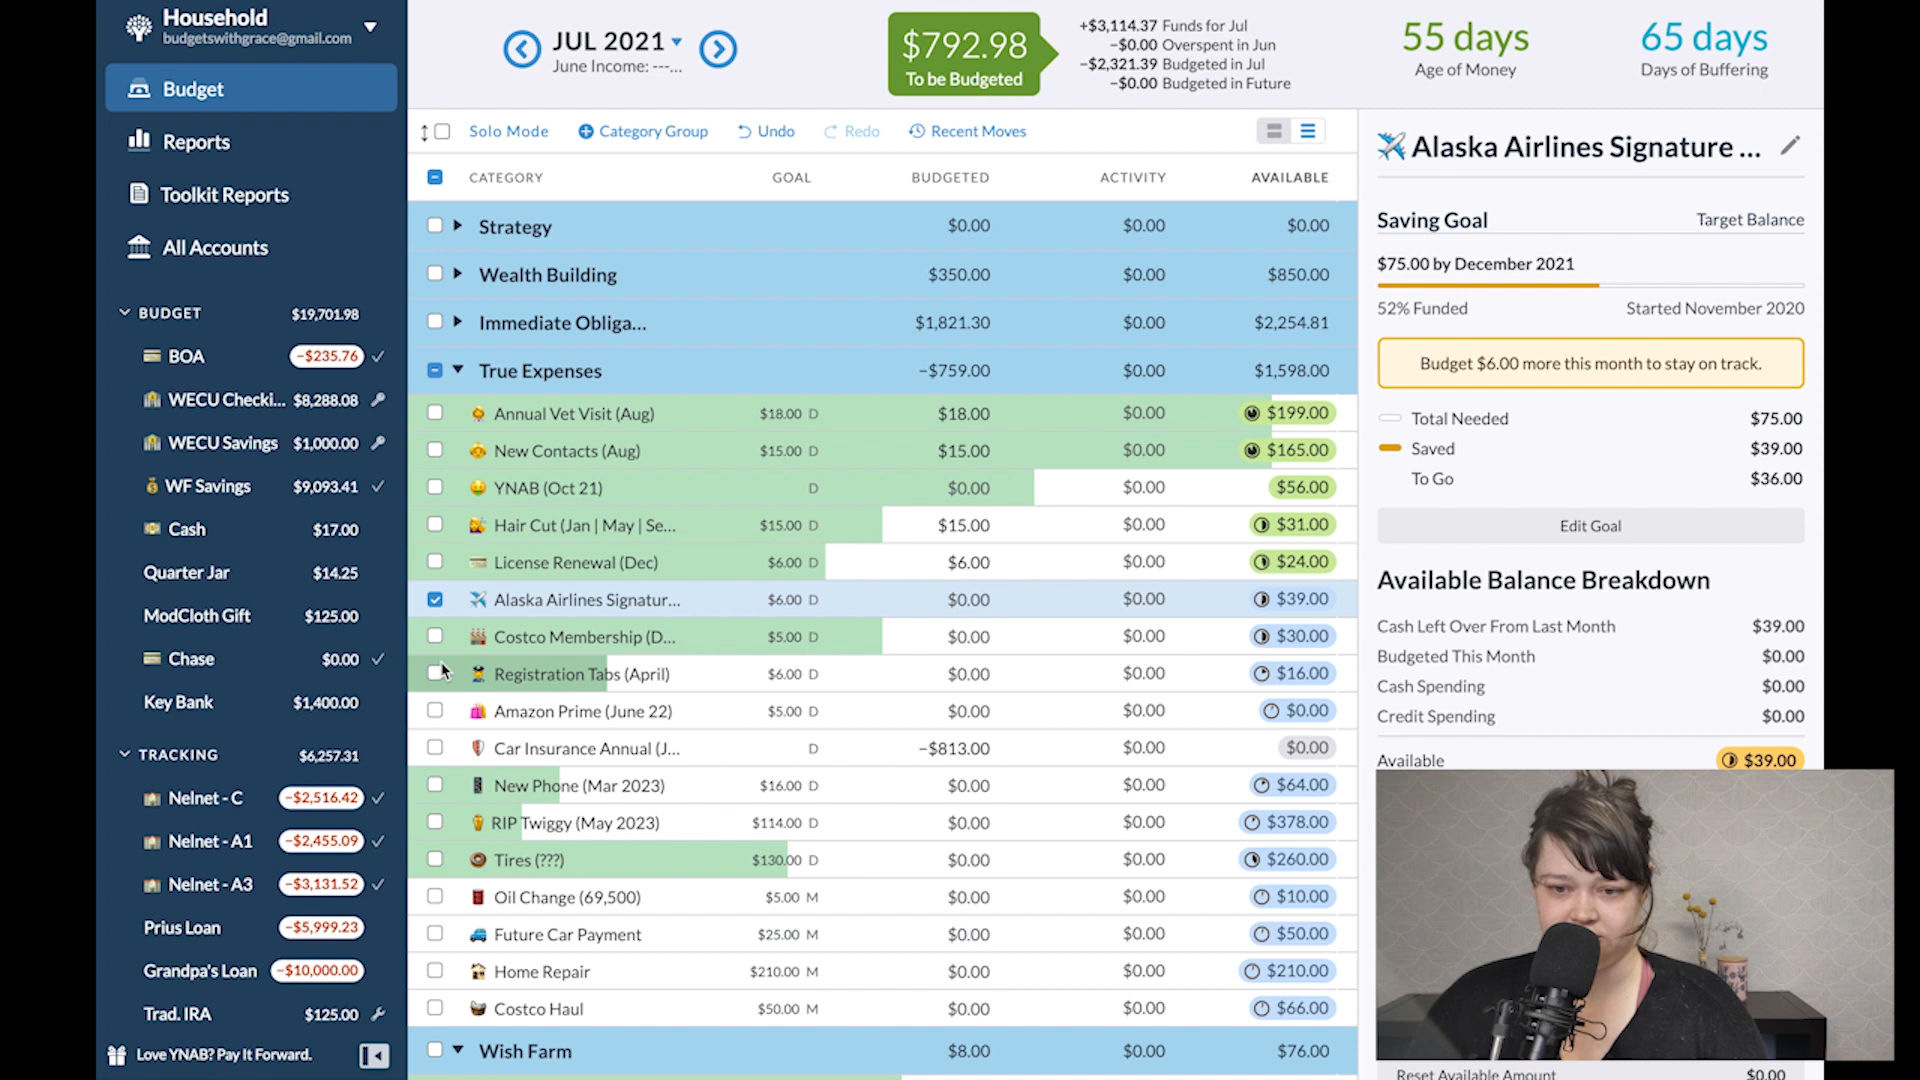 Household
budgetswithgrace@gmail.com
Budget
Reports
Toolkit Reports
All Accounts
BUDGET $19,701.98
BOA −$235.76
WECU Checki... $8,288.08
WECU Savings $1,000.00
WF Savings $9,093.41
Cash $17.00
Quarter Jar $14.25
ModCloth Gift $125.00
Chase $0.00
Key Bank $1,400.00
TRACKING $6,257.31
Nelnet - C −$2,516.42
Nelnet - A1 −$2,455.09
Nelnet - A3 −$3,131.52
Prius Loan −$5,999.23
Grandpa's Loan −$10,000.00
Trad. IRA $125.00
Love YNAB? Pay It Forward.
JUL 2021
June Income: ---...
$792.98
To be Budgeted
+$3,114.37 Funds for Jul
−$0.00 Overspent in Jun
−$2,321.39 Budgeted in Jul
−$0.00 Budgeted in Future
55 days
Age of Money
65 days
Days of Buffering
Solo Mode Category Group Undo Redo Recent Moves
CATEGORY GOAL BUDGETED ACTIVITY AVAILABLE
Strategy $0.00 $0.00 $0.00
Wealth Building $350.00 $0.00 $850.00
Immediate Obliga... $1,821.30 $0.00 $2,254.81
True Expenses −$759.00 $0.00 $1,598.00
Annual Vet Visit (Aug) $18.00 D $18.00 $0.00 $199.00
New Contacts (Aug) $15.00 D $15.00 $0.00 $165.00
YNAB (Oct 21) D $0.00 $0.00 $56.00
Hair Cut (Jan | May | Se... $15.00 D $15.00 $0.00 $31.00
License Renewal (Dec) $6.00 D $6.00 $0.00 $24.00
Alaska Airlines Signatur... $6.00 D $0.00 $0.00 $39.00
Costco Membership (D... $5.00 D $0.00 $0.00 $30.00
Registration Tabs (April) $6.00 D $0.00 $0.00 $16.00
Amazon Prime (June 22) $5.00 D $0.00 $0.00 $0.00
Car Insurance Annual (J... D −$813.00 $0.00 $0.00
New Phone (Mar 2023) $16.00 D $0.00 $0.00 $64.00
RIP Twiggy (May 2023) $114.00 D $0.00 $0.00 $378.00
Tires (???) $130.00 D $0.00 $0.00 $260.00
Oil Change (69,500) $5.00 M $0.00 $0.00 $10.00
Future Car Payment $25.00 M $0.00 $0.00 $50.00
Home Repair $210.00 M $0.00 $0.00 $210.00
Costco Haul $50.00 M $0.00 $0.00 $66.00
Wish Farm $8.00 $0.00 $76.00
Alaska Airlines Signature ...
Saving Goal Target Balance
$75.00 by December 2021
52% Funded Started November 2020
Budget $6.00 more this month to stay on track.
Total Needed $75.00
Saved $39.00
To Go $36.00
Edit Goal
Available Balance Breakdown
Cash Left Over From Last Month $39.00
Budgeted This Month $0.00
Cash Spending $0.00
Credit Spending $0.00
Available $39.00
Reset Available Amount $0.00